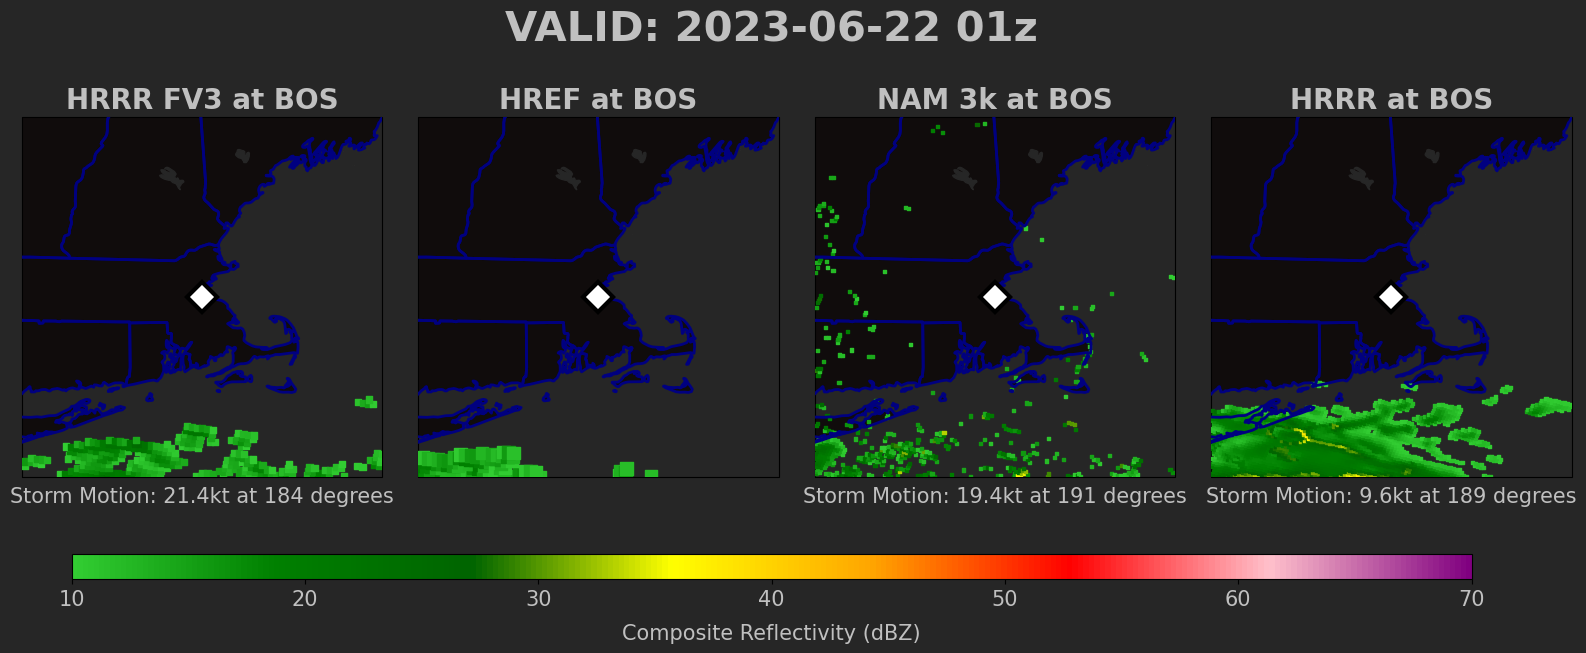 VALID: 2023-06-22 01z
HRRR FV3 at BOS
HREF at BOS
NAM 3k at BOS
HRRR at BOS
Storm Motion: 21.4kt at 184 degrees
Storm Motion: 19.4kt at 191 degrees
Storm Motion: 9.6kt at 189 degrees
10 20 30 40 50 60 70
Composite Reflectivity (dBZ)